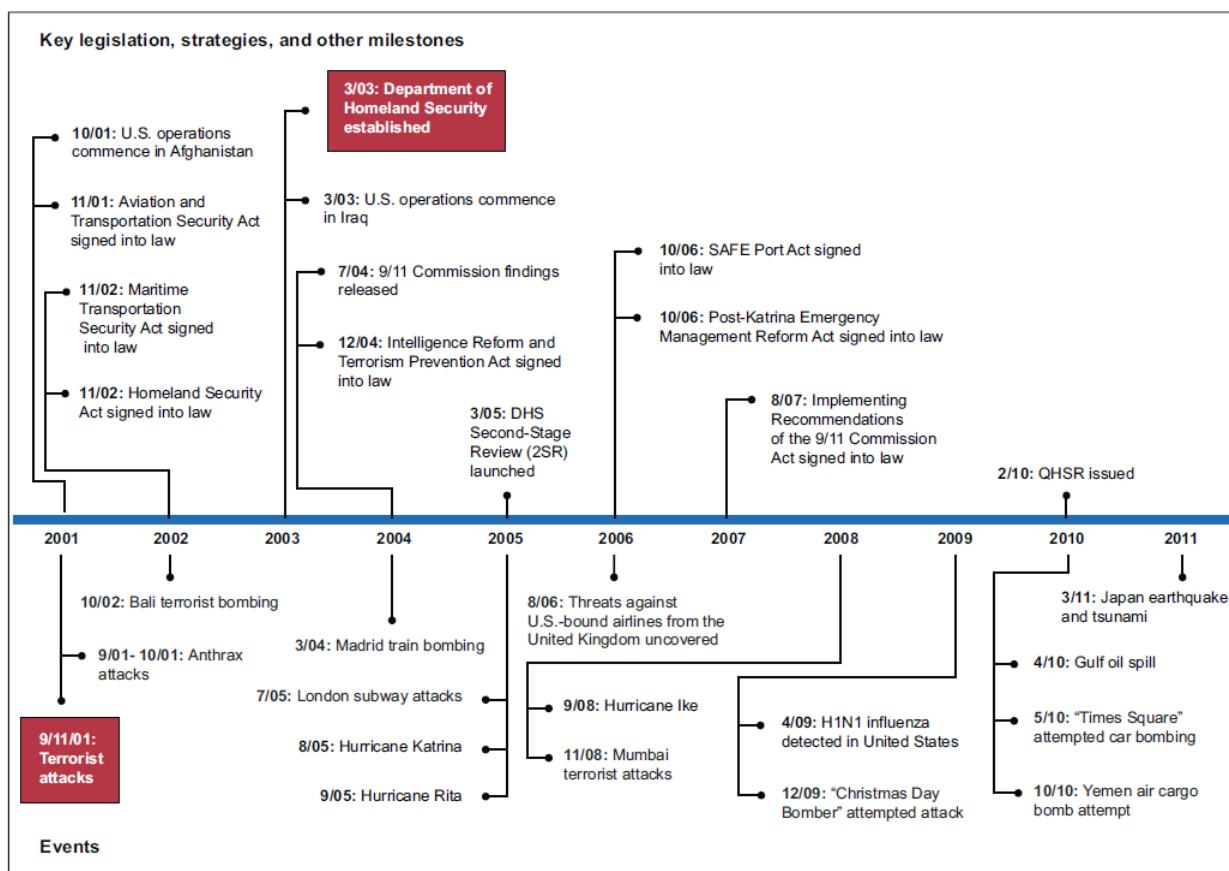 Key legislation, strategies, and other milestones
3/03: Department of
Homeland Security
established
10/01: U.S. operations
commence in Afghanistan
11/01: Aviation and
Transportation Security Act
signed into law
11/02: Maritime
Transportation
Security Act signed
into law
11/02: Homeland Security
Act signed into law
3/03: U.S. operations commence
in Iraq
7/04: 9/11 Commission findings
released
12/04: Intelligence Reform and
Terrorism Prevention Act signed
into law
3/05: DHS
Second-Stage
Review (2SR)
launched
10/06: SAFE Port Act signed
into law
10/06: Post-Katrina Emergency
Management Reform Act signed into law
8/07: Implementing
Recommendations
of the 9/11 Commission
Act signed into law
2/10: QHSR issued
2001 2002 2003 2004 2005 2006 2007 2008 2009 2010 2011
10/02: Bali terrorist bombing
9/01- 10/01: Anthrax
attacks
9/11/01:
Terrorist
attacks
3/04: Madrid train bombing
7/05: London subway attacks
8/05: Hurricane Katrina
9/05: Hurricane Rita
8/06: Threats against
U.S.-bound airlines from the
United Kingdom uncovered
9/08: Hurricane Ike
11/08: Mumbai
terrorist attacks
4/09: H1N1 influenza
detected in United States
12/09: “Christmas Day
Bomber” attempted attack
3/11: Japan earthquake
and tsunami
4/10: Gulf oil spill
5/10: “Times Square”
attempted car bombing
10/10: Yemen air cargo
bomb attempt
Events